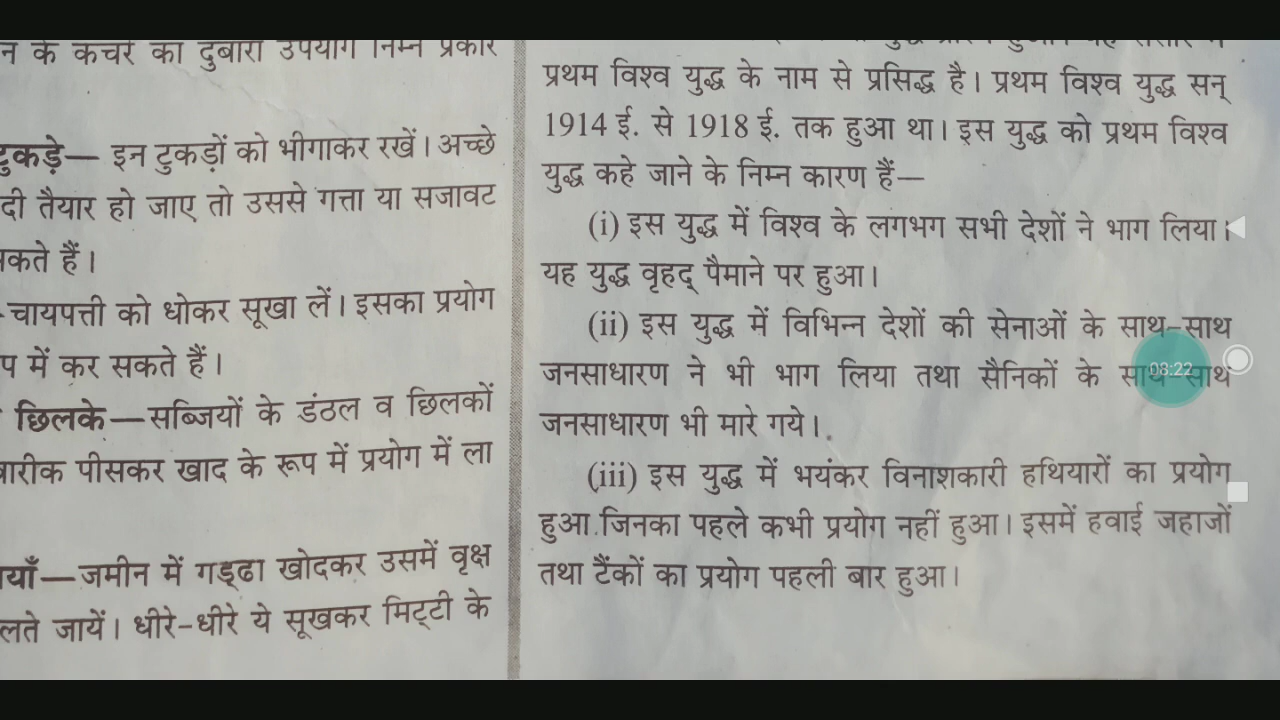 न के कचरे का दुबारा उपयोग निम्न प्रकार
टुकड़े— इन टुकड़ों को भीगाकर रखें। अच्छे
दी तैयार हो जाए तो उससे गत्ता या सजावट
कते हैं।
चायपत्ती को धोकर सूखा लें। इसका प्रयोग
प में कर सकते हैं।
छिलके—सब्जियों के डंठल व छिलकों
बारीक पीसकर खाद के रूप में प्रयोग में ला
याँ—जमीन में गड्ढा खोदकर उसमें वृक्ष
लते जायें। धीरे-धीरे ये सूखकर मिट्टी के
प्रथम विश्व युद्ध के नाम से प्रसिद्ध है। प्रथम विश्व युद्ध सन्
1914 ई. से 1918 ई. तक हुआ था। इस युद्ध को प्रथम विश्व
युद्ध कहे जाने के निम्न कारण हैं—
(i) इस युद्ध में विश्व के लगभग सभी देशों ने भाग लिया।
यह युद्ध वृहद् पैमाने पर हुआ।
(ii) इस युद्ध में विभिन्न देशों की सेनाओं के साथ-साथ
जनसाधारण ने भी भाग लिया तथा सैनिकों के साथ-साथ
जनसाधारण भी मारे गये।
(iii) इस युद्ध में भयंकर विनाशकारी हथियारों का प्रयोग
हुआ जिनका पहले कभी प्रयोग नहीं हुआ। इसमें हवाई जहाजों
तथा टैंकों का प्रयोग पहली बार हुआ।
08:22